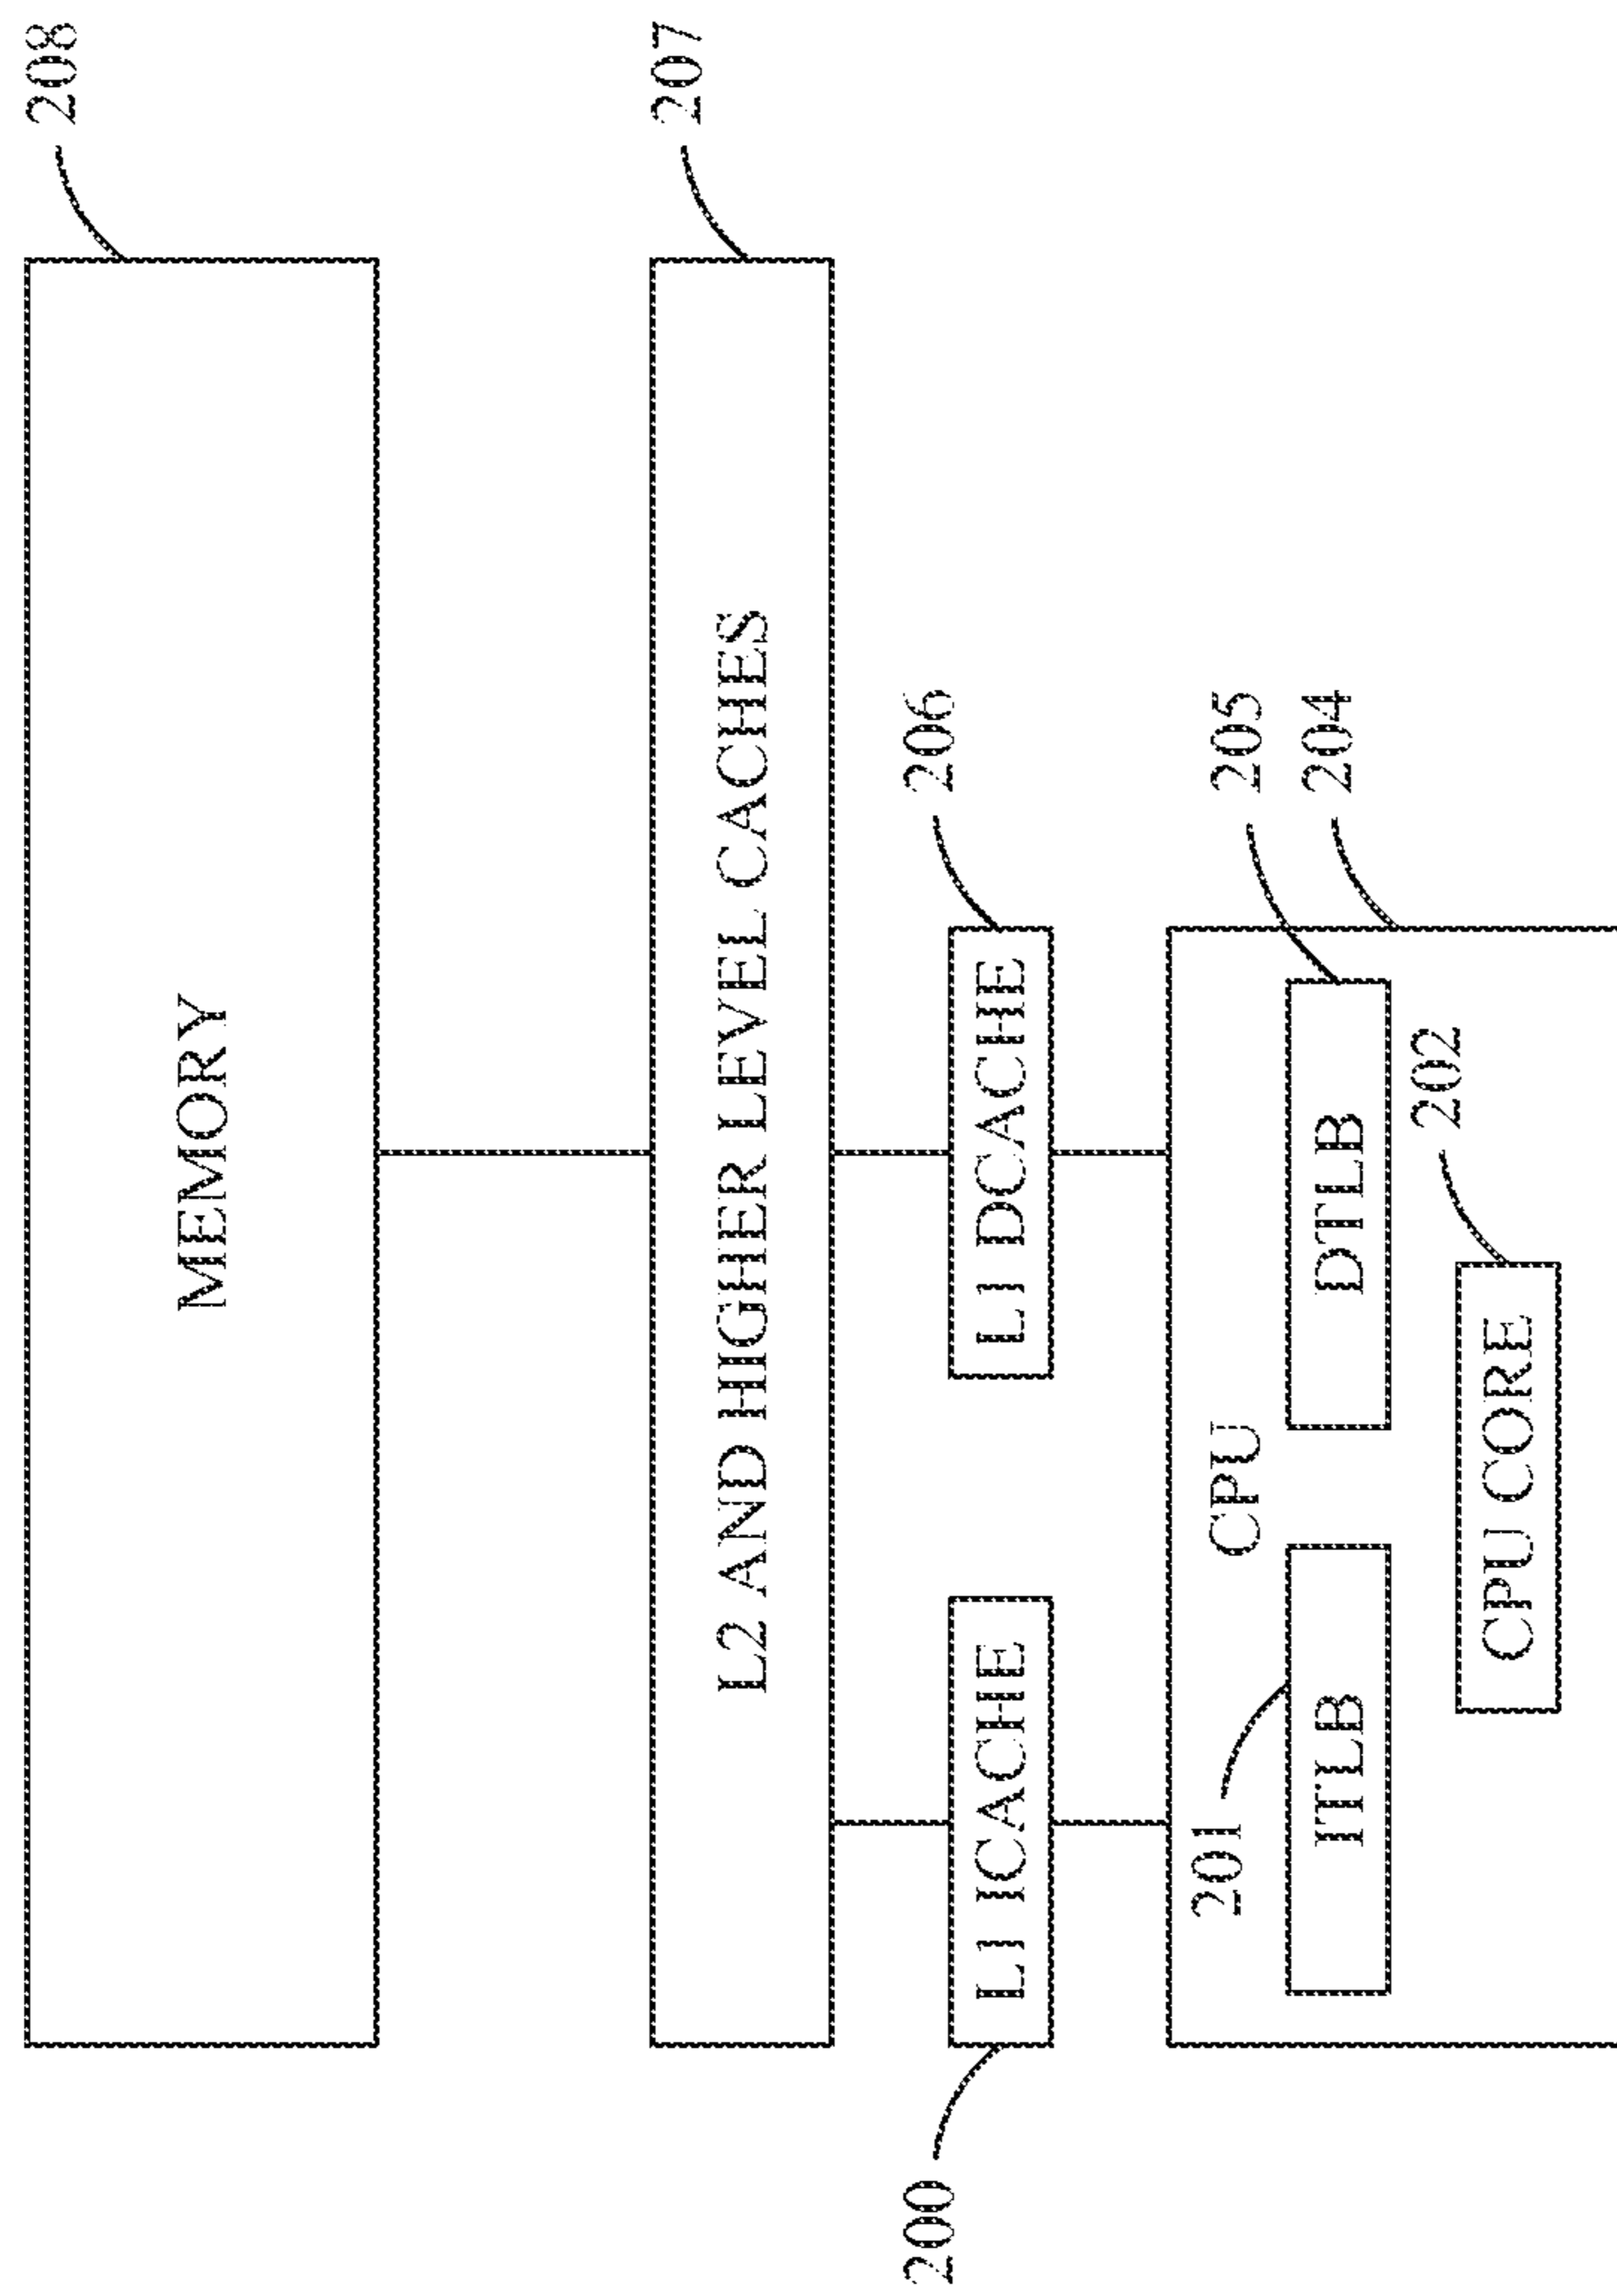 208
MEMORY
207
L2 AND HIGHER LEVEL CACHES
200
L1 ICACHE
L1 DCACHE
206
CPU
201
ITLB
DTLB
205
204
CPU CORE
202